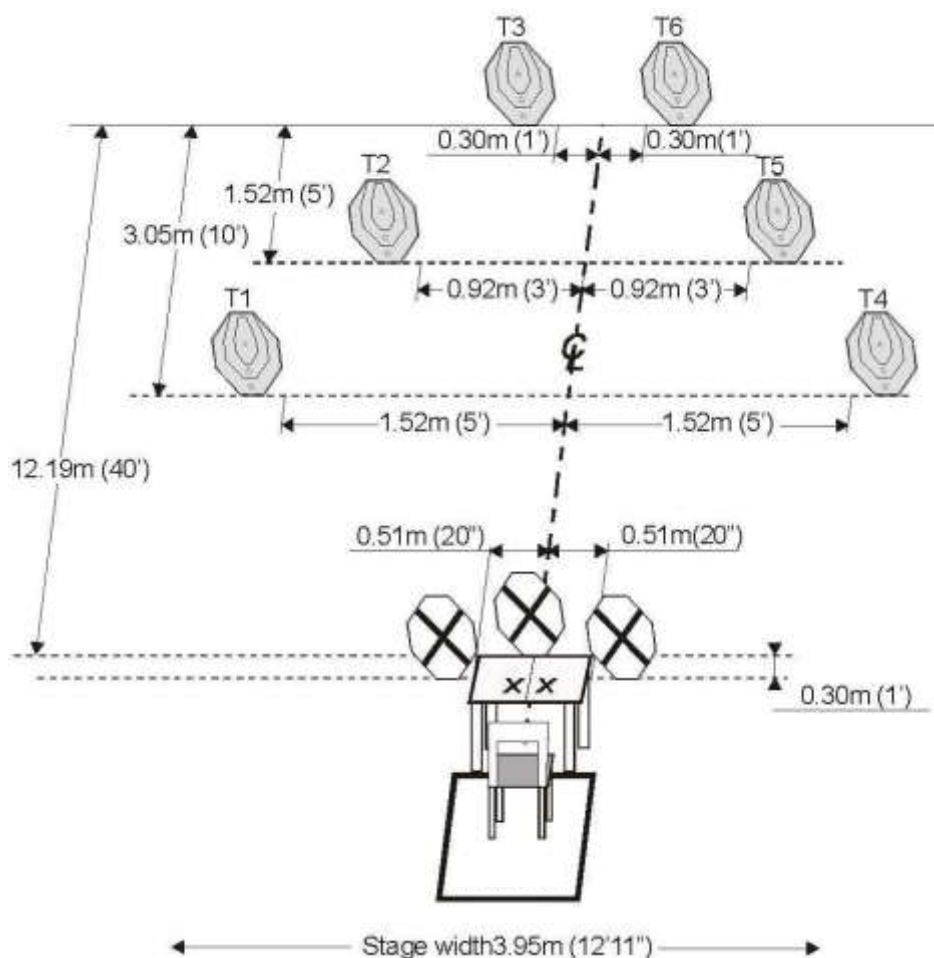 T3 T6
0.30m (1') 0.30m(1')
T2 T5
1.52m (5')
3.05m (10')
0.92m (3') 0.92m (3')
T1 T4
℄
1.52m (5') 1.52m (5')
12.19m (40')
0.51m (20") 0.51m(20")
x x
0.30m (1')
Stage width3.95m (12'11")